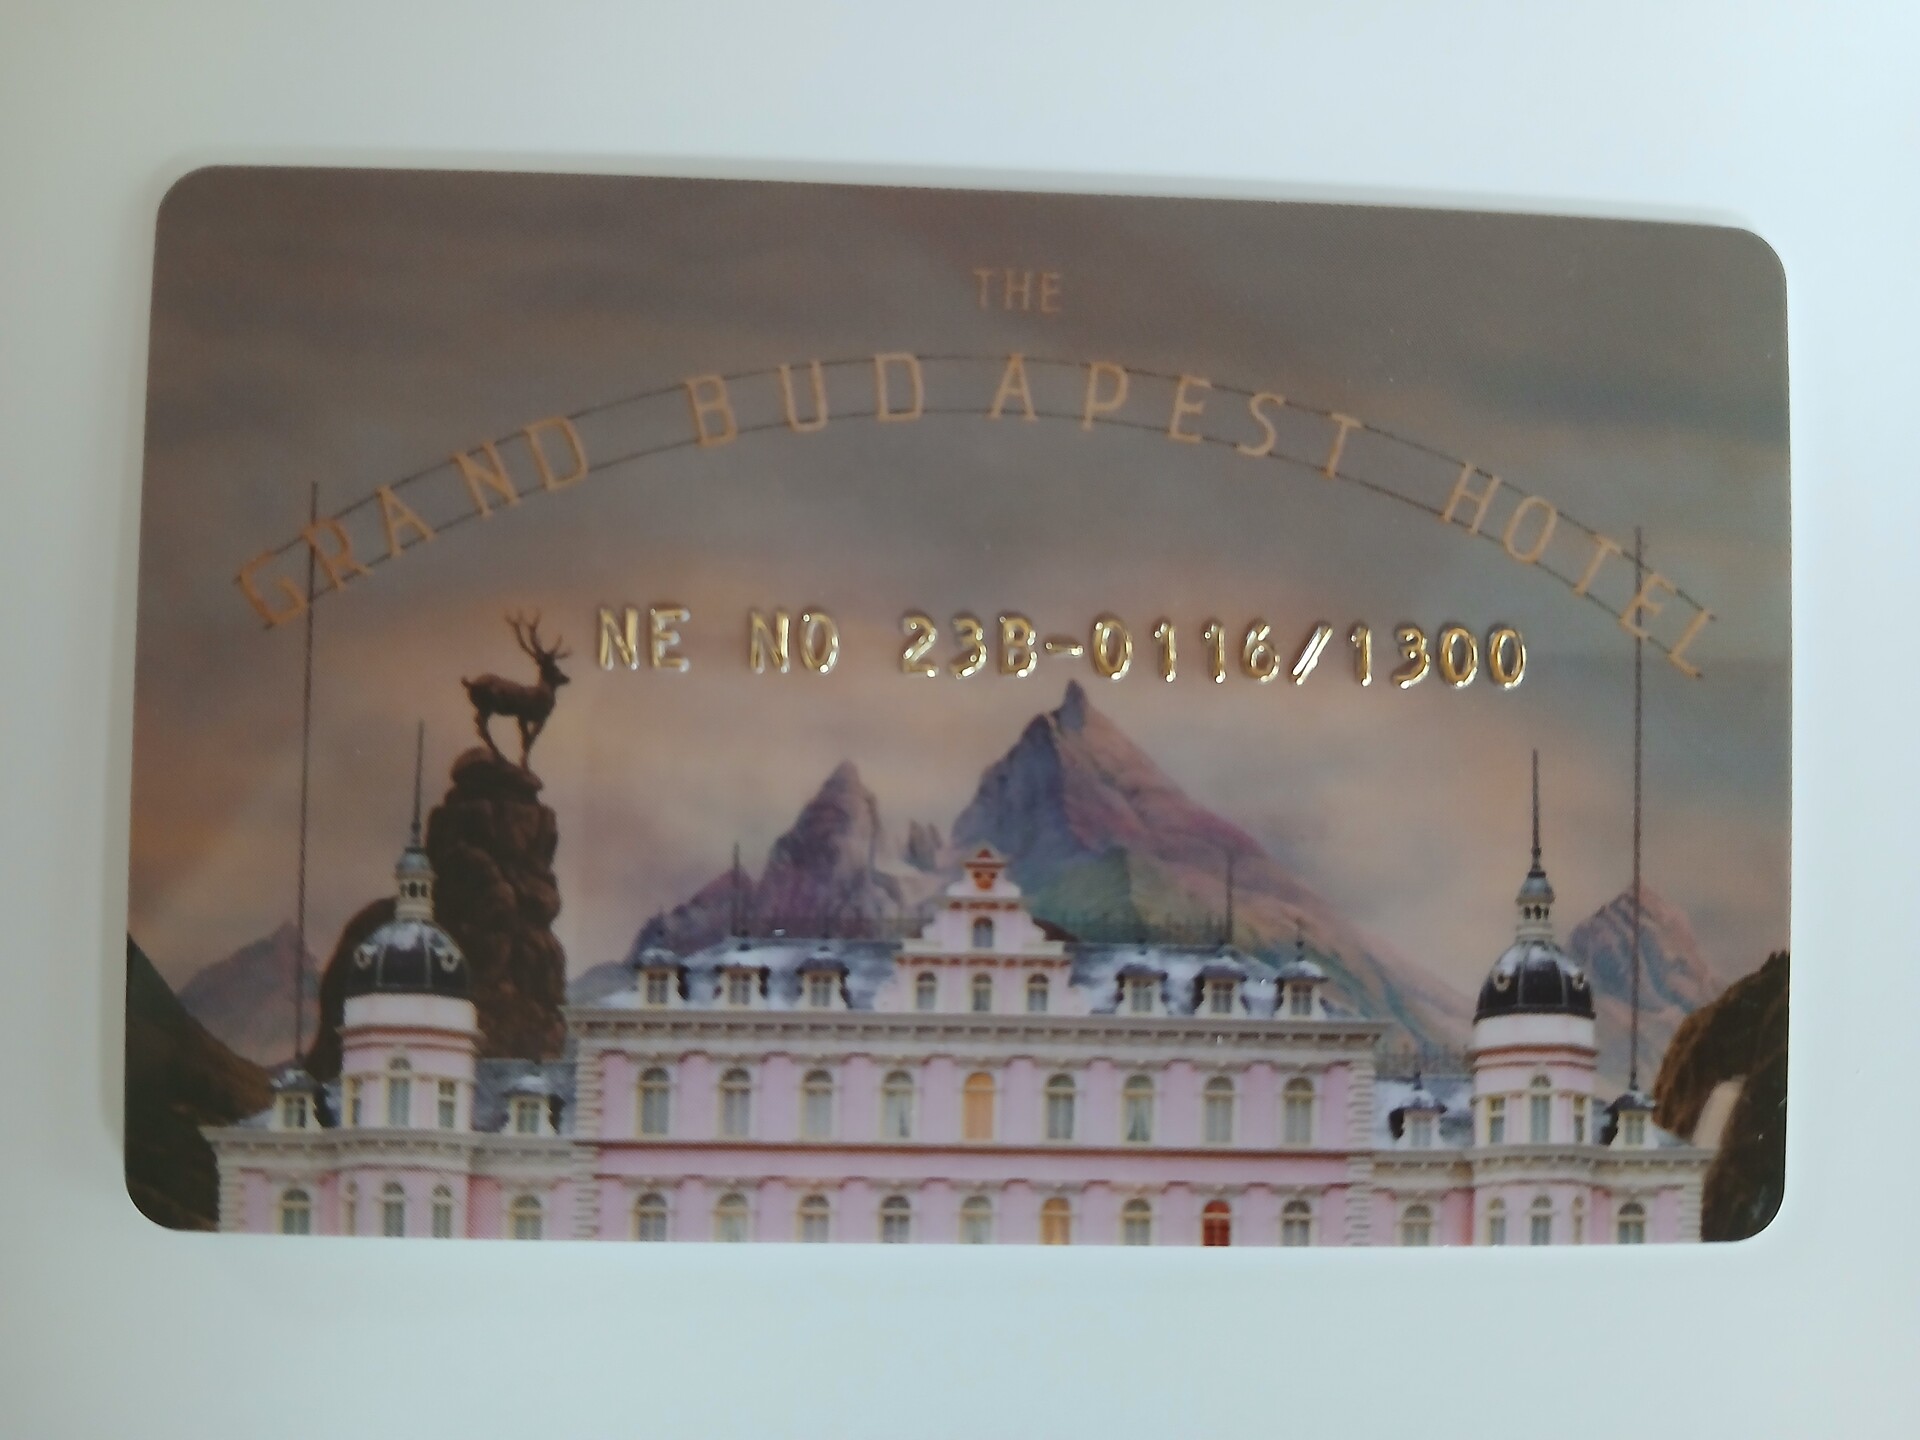 THE
GRAND BUDAPEST HOTEL
NE NO 23B-0116/1300